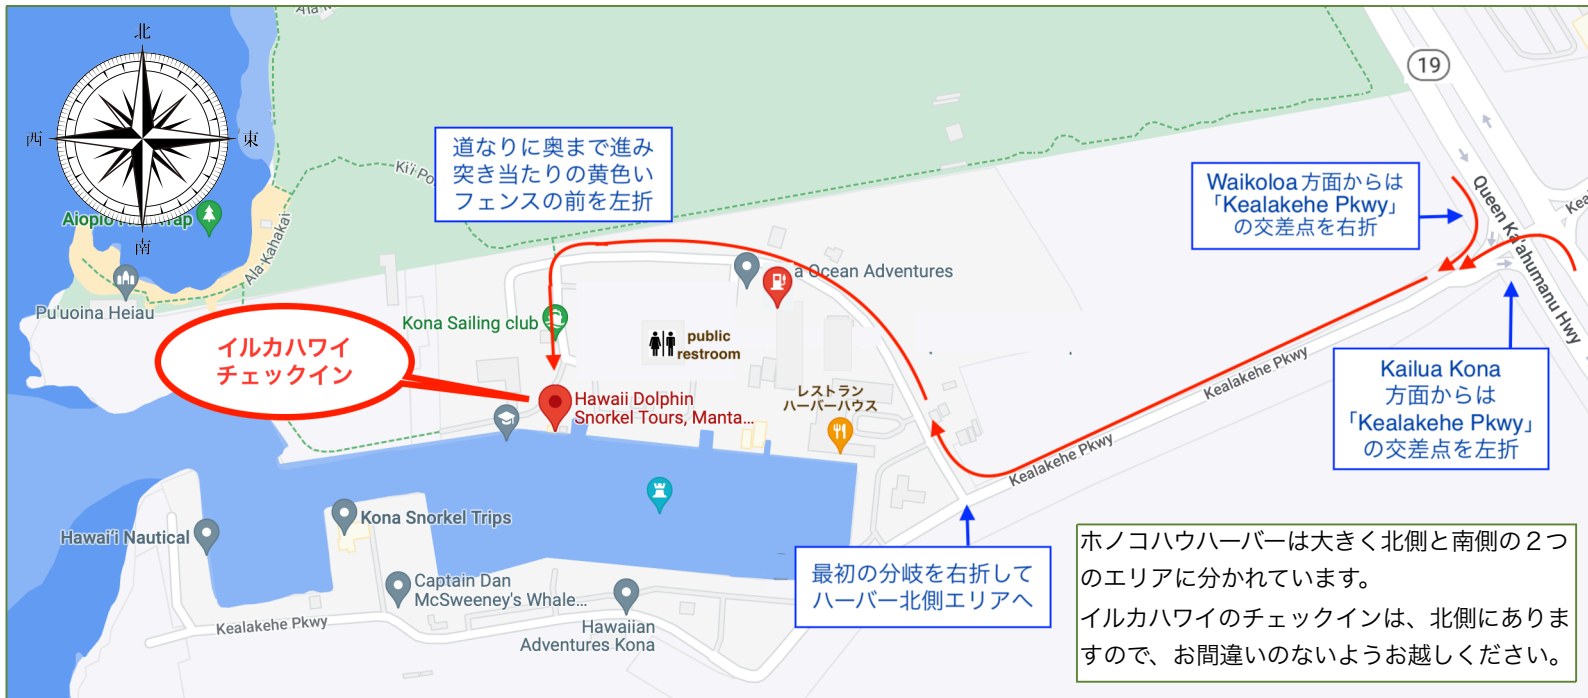 北
西
東
南
19
道なりに奥まで進み
突き当たりの黄色い
フェンスの前を左折
Waikoloa 方面からは
「Kealakehe Pkwy」
の交差点を右折
Queen Ka'ahumanu Hwy
Ala Kahakai
Pu'uoina Heiau
a Ocean Adventures
Kona Sailing club
public
restroom
イルカハワイ
チェックイン
Hawaii Dolphin
Snorkel Tours, Manta...
レストラン
ハーバーハウス
Kealakehe Pkwy
Kealakehe Pkwy
Kailua Kona
方面からは
「Kealakehe Pkwy」
の交差点を左折
Kona Snorkel Trips
Hawai'i Nautical
Captain Dan
McSweeney's Whale...
Hawaiian
Adventures Kona
Kealakehe Pkwy
最初の分岐を右折して
ハーバー北側エリアへ
ホノコハウハーバーは大きく北側と南側の２つ
のエリアに分かれています。
イルカハワイのチェックインは、北側にありま
すので、お間違いのないようお越しください。